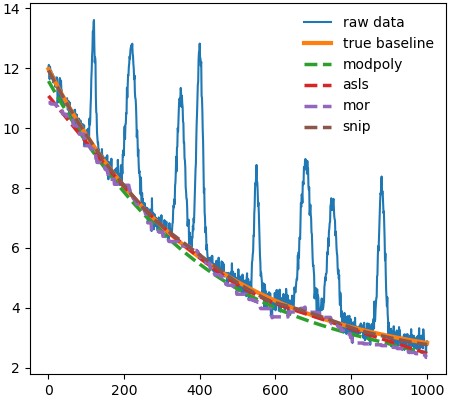 14
12
10
8
6
4
2
0 200 400 600 800 1000
raw data
true baseline
modpoly
asls
mor
snip